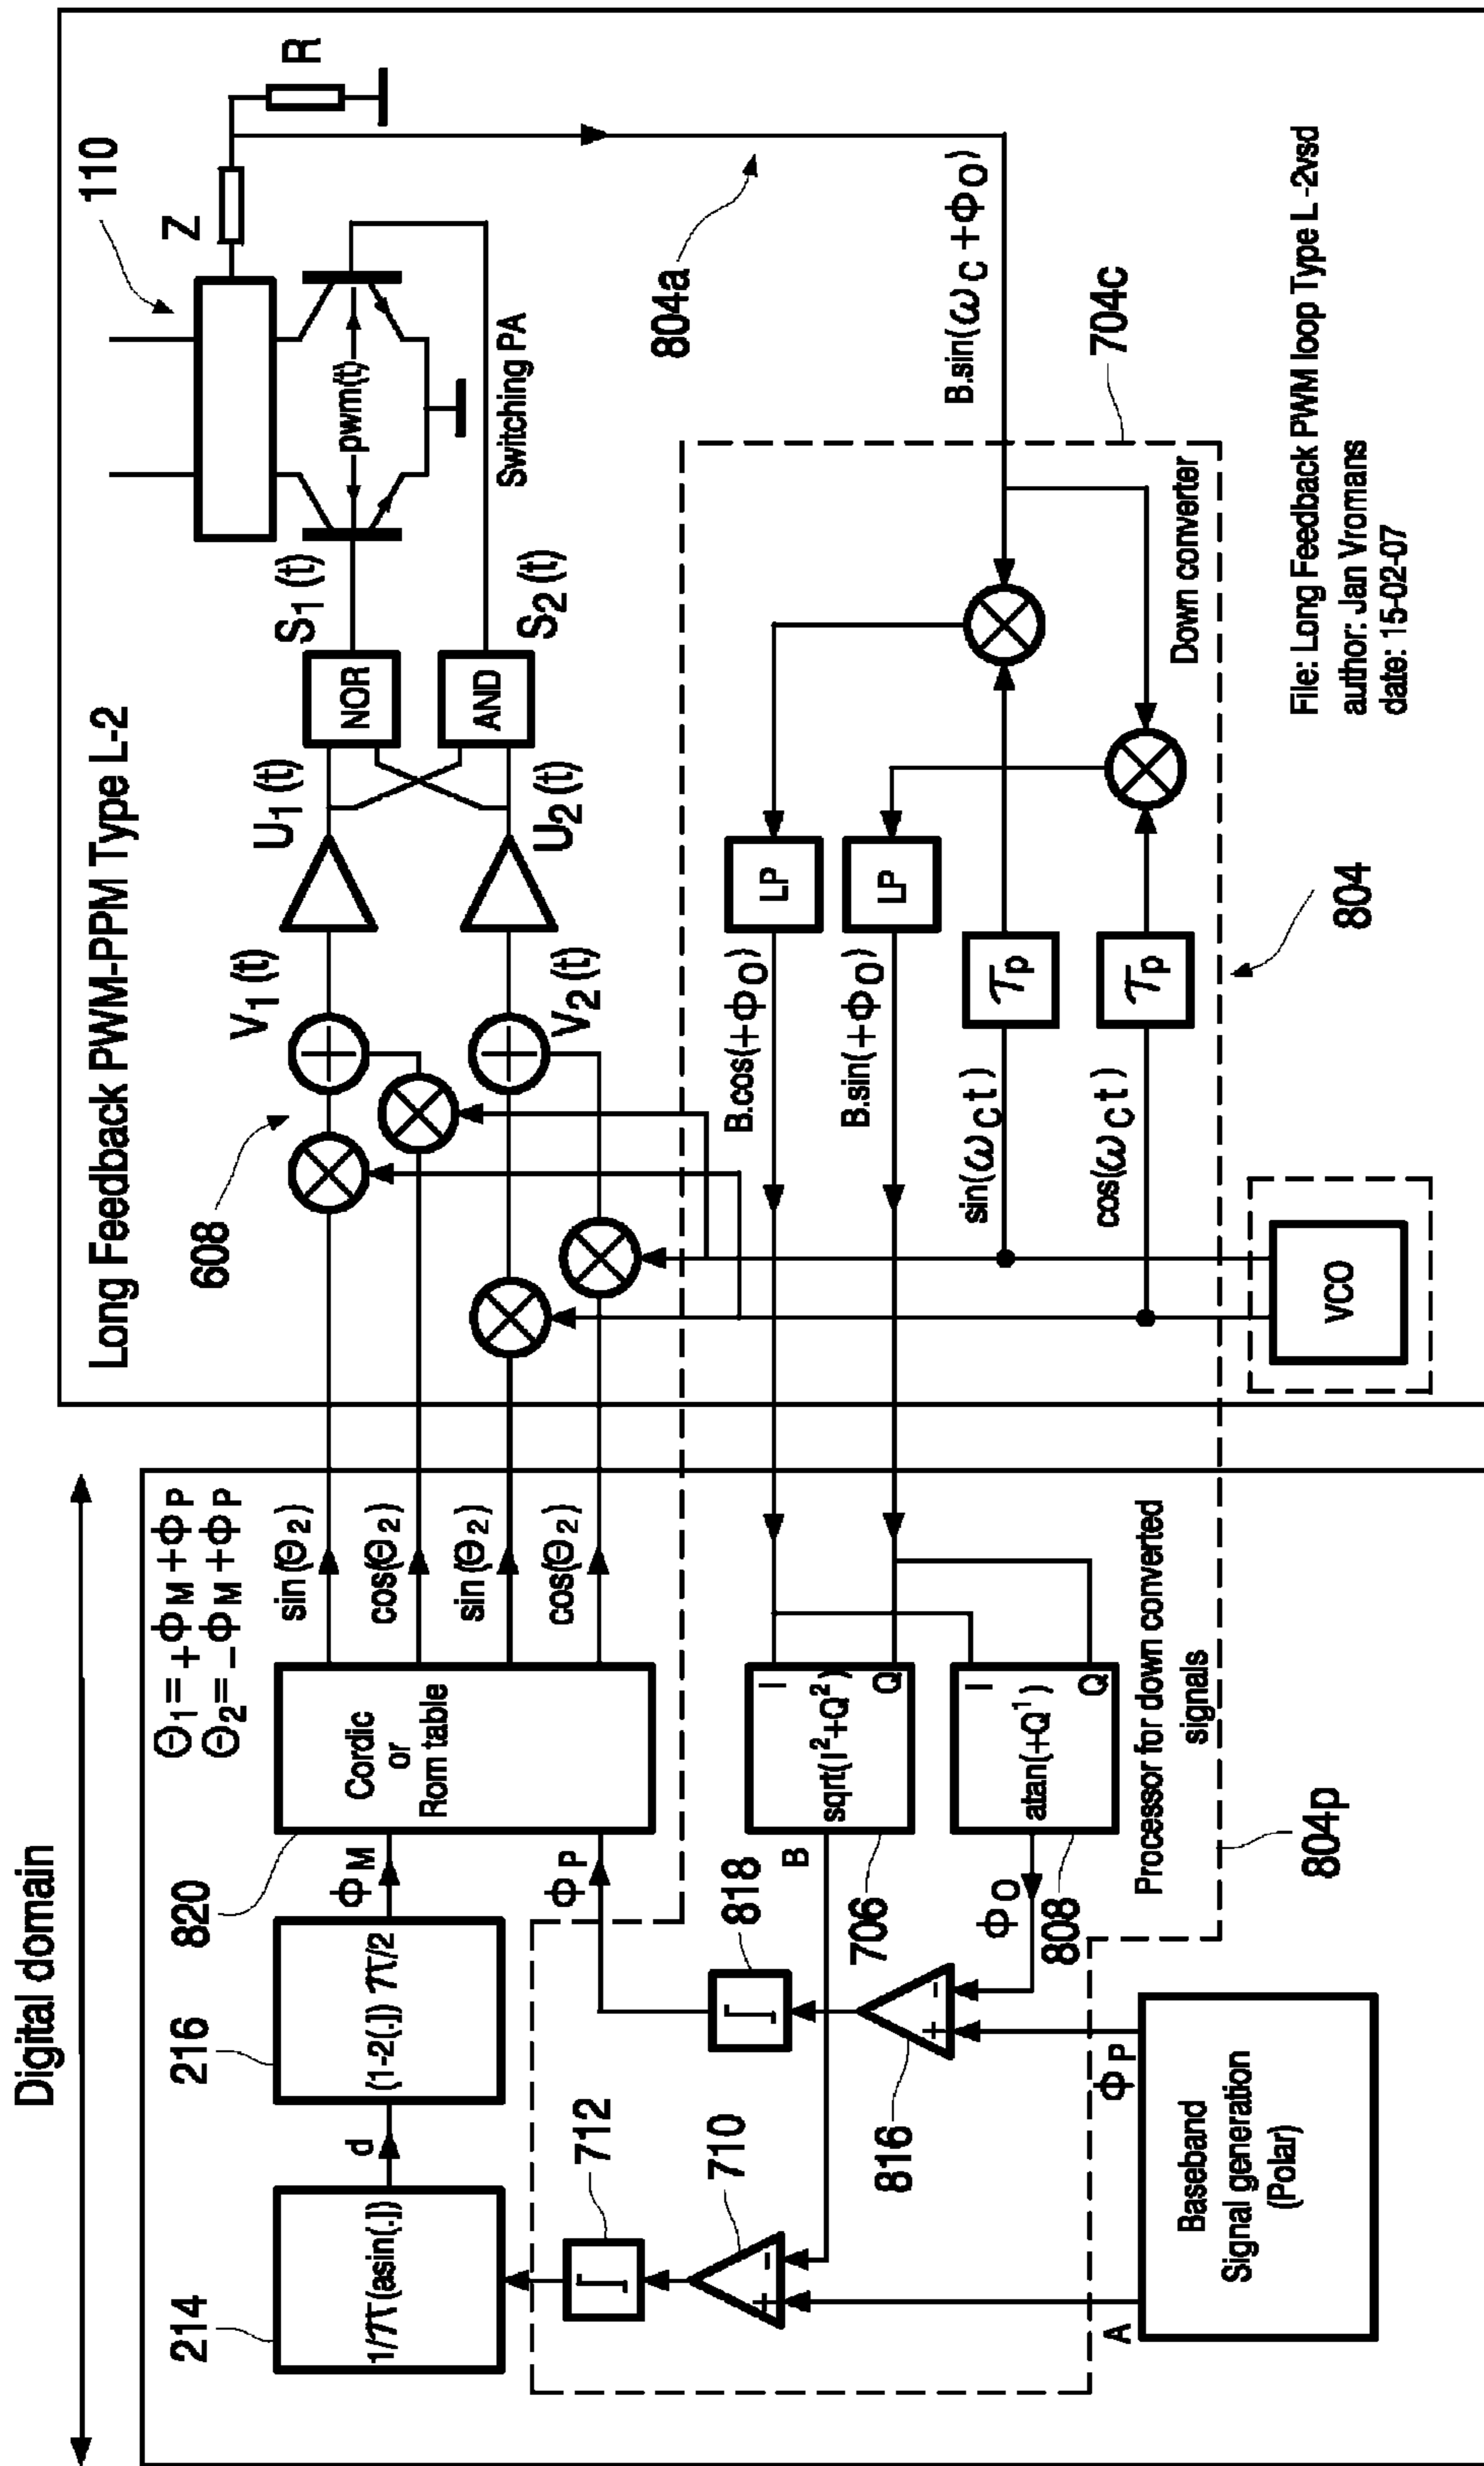 Digital domain
Long Feedback PWM-PPM Type L-2
214
1/π (asin(.))
d
216
(1-2(.)) π/2
ΦM
820
Cordic
or
Rom table
Θ1=+ΦM+ΦP
Θ2=-ΦM+ΦP
sin(Θ2)
cos(Θ2)
sin(Θ2)
cos(Θ2)
ΦP
608
V1(t)
V2(t)
U1(t)
U2(t)
NOR
AND
S1(t)
S2(t)
pwm(t)
Switching PA
110
Z
R
804a
B.sin(ωC+ΦO)
712
∫
710
+
-
818
∫
816
+
-
B
706
I
sqrt(I²+Q²)
Q
ΦO
808
I
atan(+Q¹)
Q
Processor for down converted
signals
804p
A
ΦP
Baseband
Signal generation
(Polar)
B.cos(+ΦO)
B.sin(+ΦO)
LP
LP
sin(ωCt)
cos(ωCt)
τp
τp
804
VCO
Down converter
704c
File: Long Feedback PWM loop Type L-2vsd
author: Jan Vromans
date: 15-02-07